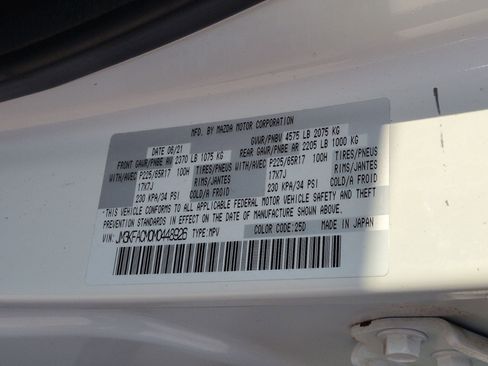 MFD. BY MAZDA MOTOR CORPORATION
DATE 06/21 GVWR/PNBV 4575 LB 2075 KG
FRONT GAWR/PNBE AV 2370 LB 1075 KG REAR GAWR/PNBE AR 2205 LB 1000 KG
WITH/AVEC P225/65R17 100H TIRES/PNEUS WITH/AVEC P225/65R17 100H TIRES/PNEUS
17X7J RIMS/JANTES 17X7J RIMS/JANTES
230 KPA/34 PSI COLD/A FROID 230 KPA/34 PSI COLD/A FROID
*THIS VEHICLE CONFORMS TO ALL APPLICABLE FEDERAL MOTOR VEHICLE SAFETY AND THEFT
PREVENTION STANDARDS IN EFFECT ON THE DATE OF MANUFACTURE SHOWN ABOVE.*
VIN: TYPE:MPV COLOR CODE:25D MADE IN JAPAN